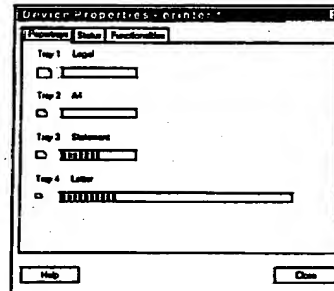 Device Properties - printer 1
Papertrays Status Functionalities
Tray 1 Legal
Tray 2 A4
Tray 3 Statement
Tray 4 Letter
Help Close